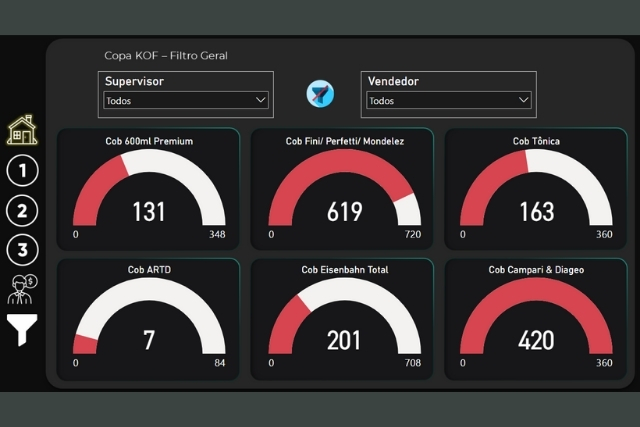 Copa KOF – Filtro Geral
Supervisor
Todos
Vendedor
Todos
1
2
3
$
Cob 600ml Premium
131
0
348
Cob Fini/ Perfetti/ Mondelez
619
0
720
Cob Tônica
163
0
360
Cob ARTD
7
0
84
Cob Eisenbahn Total
201
0
708
Cob Campari & Diageo
420
0
360